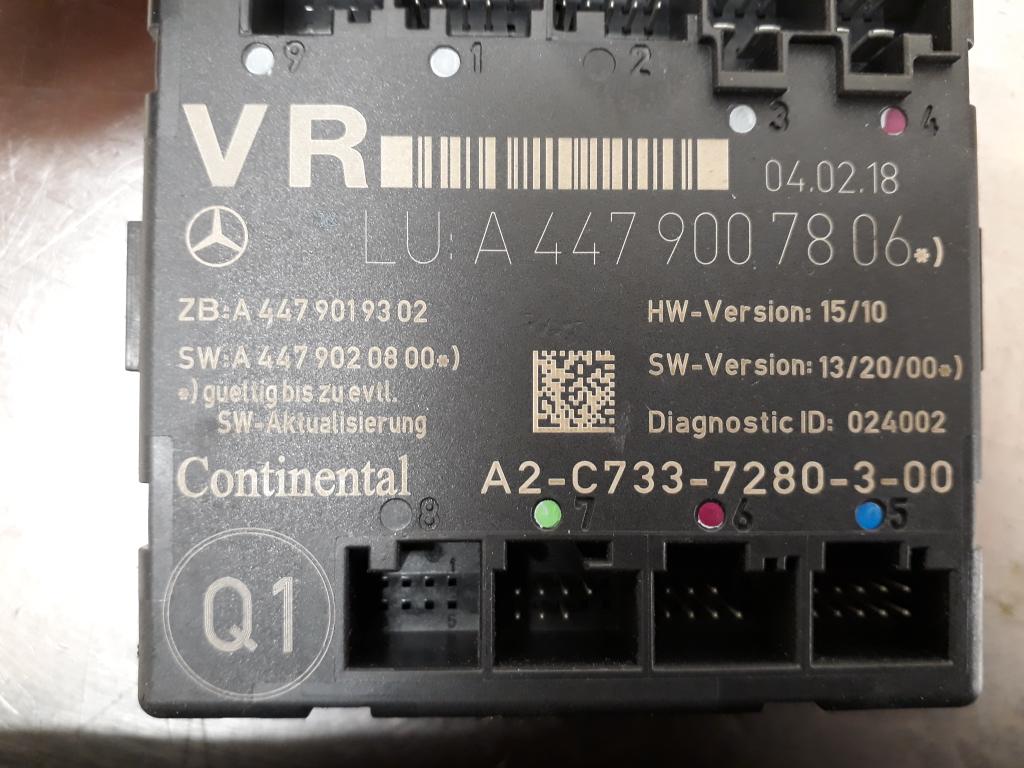 9 1 2
3 4
VR
04.02.18
LU: A 447 900 78 06*)
ZB: A 447 901 93 02
HW-Version: 15/10
SW: A 447 902 08 00*)
SW-Version: 13/20/00*)
*) gueltig bis zu evtl.
SW-Aktualisierung
Diagnostic ID: 024002
Continental
A2-C733-7280-3-00
8 7 6 5
Q1
1
5